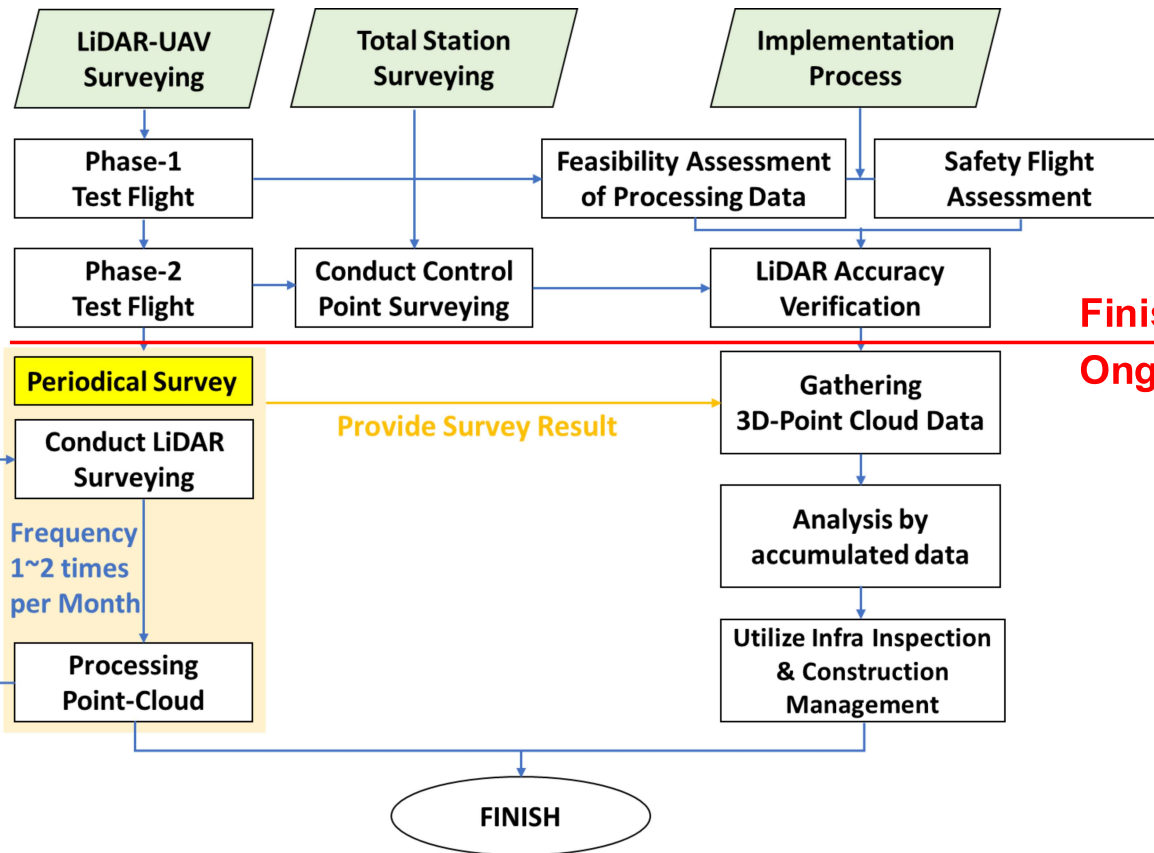 LiDAR-UAV
Surveying
Total Station
Surveying
Implementation
Process
Phase-1
Test Flight
Feasibility Assessment
of Processing Data
Safety Flight
Assessment
Phase-2
Test Flight
Conduct Control
Point Surveying
LiDAR Accuracy
Verification
Finis
Ong
Periodical Survey
Provide Survey Result
Gathering
3D-Point Cloud Data
Conduct LiDAR
Surveying
Frequency
1~2 times
per Month
Analysis by
accumulated data
Processing
Point-Cloud
Utilize Infra Inspection
& Construction
Management
FINISH